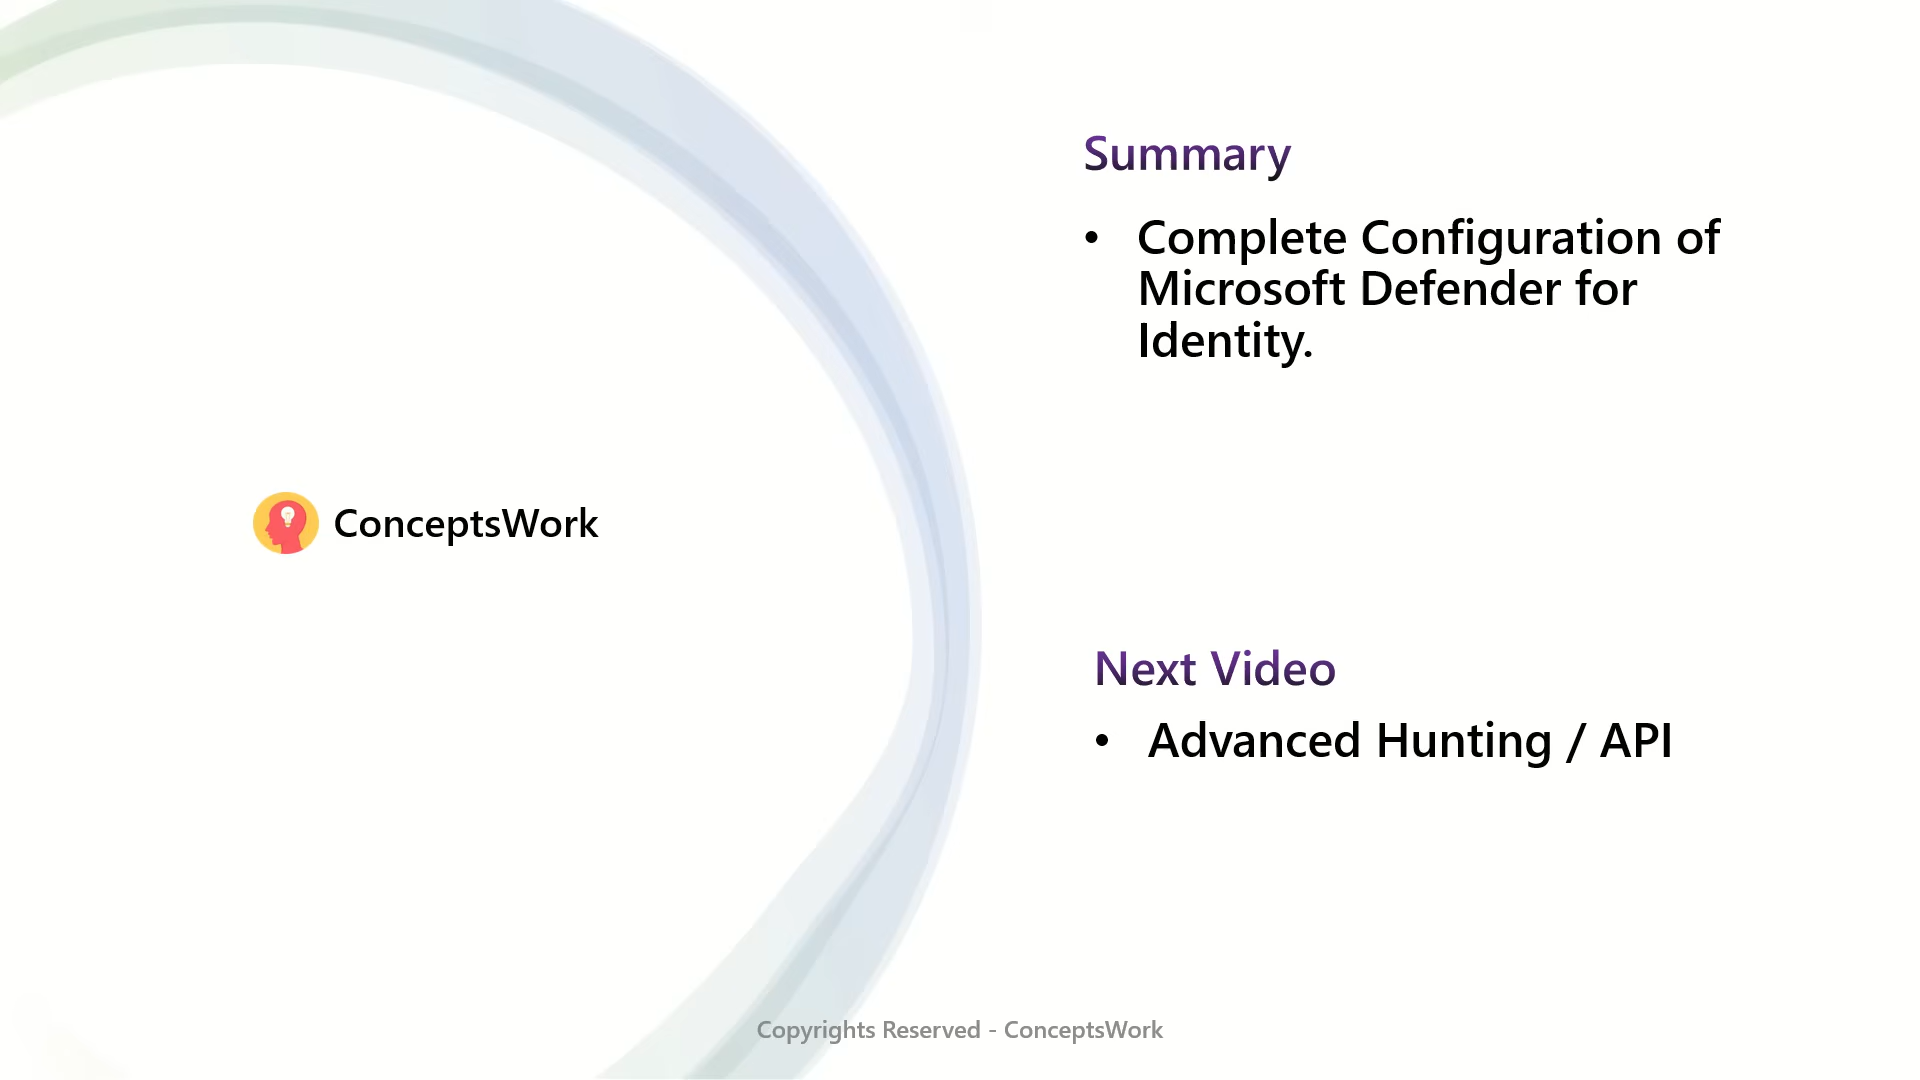 Summary
• Complete Configuration of
Microsoft Defender for
Identity.
ConceptsWork
Next Video
• Advanced Hunting / API
Copyrights Reserved - ConceptsWork